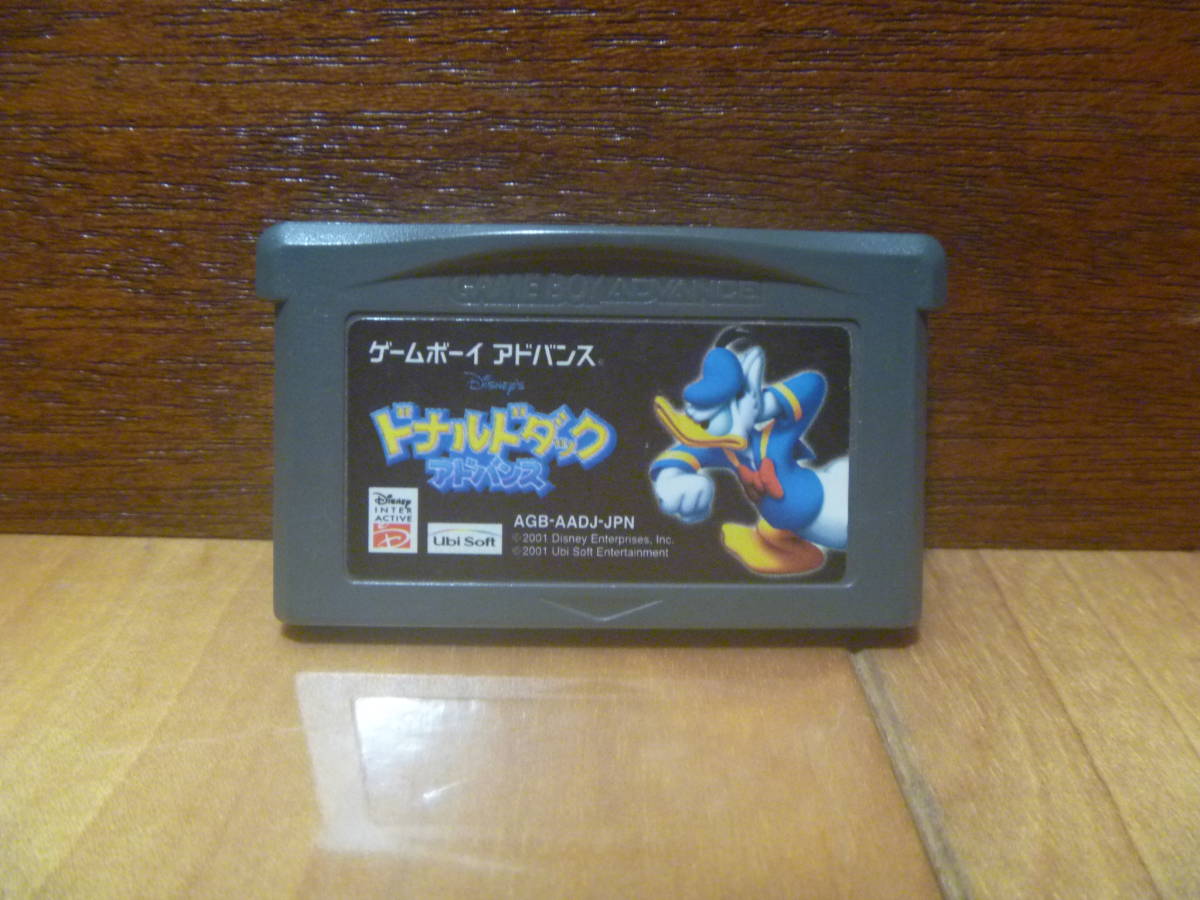 GAME BOY ADVANCE
ゲームボーイ アドバンス®
Disney's
ドナルドダック
アドバンス
Disney
INTER
ACTIVE
Ubi Soft
AGB-AADJ-JPN
©2001 Disney Enterprises, Inc.
©2001 Ubi Soft Entertainment